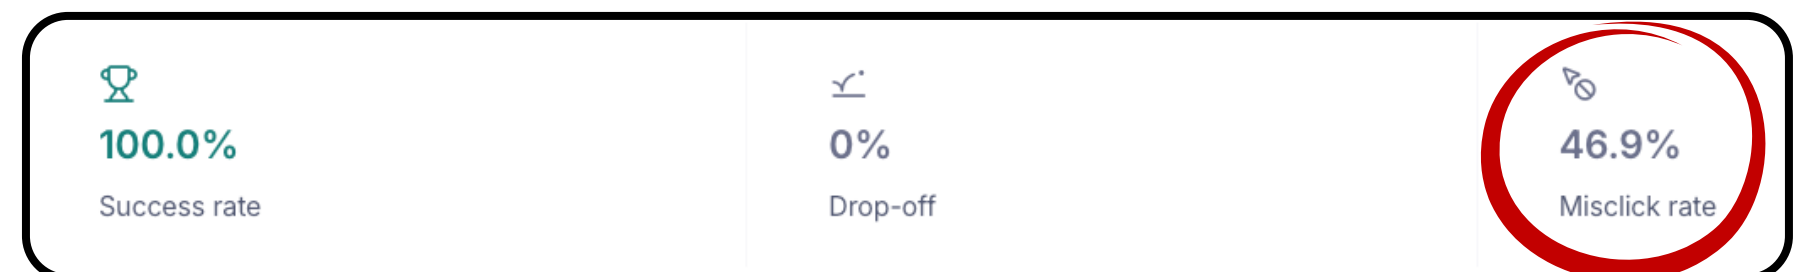 100.0%
Success rate
0%
Drop-off
46.9%
Misclick rate